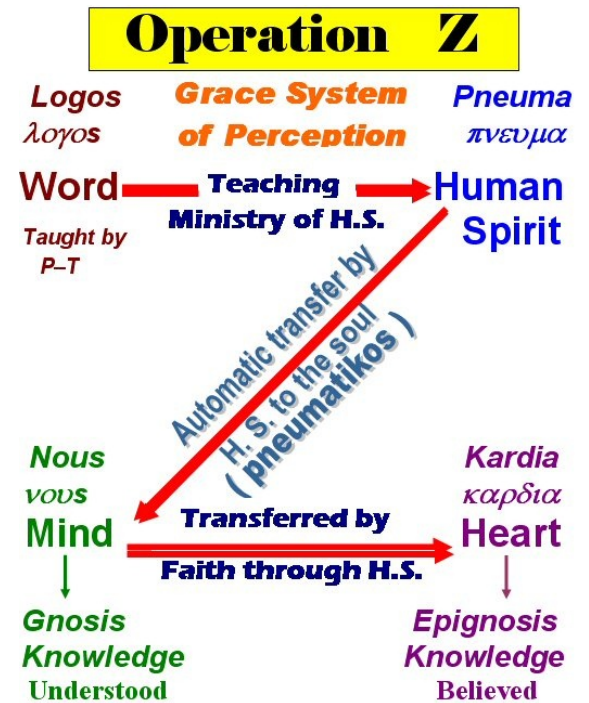 Operation Z
Logos
λογοs
Grace System
of Perception
Pneuma
πνευμα
Word
Teaching
Ministry of H.S.
Human
Spirit
Taught by
P–T
Automatic transfer by
H. S. to the soul
( pneumatikos )
Nous
νουs
Mind
Transferred by
Faith through H.S.
Kardia
καρδια
Heart
Gnosis
Knowledge
Understood
Epignosis
Knowledge
Believed